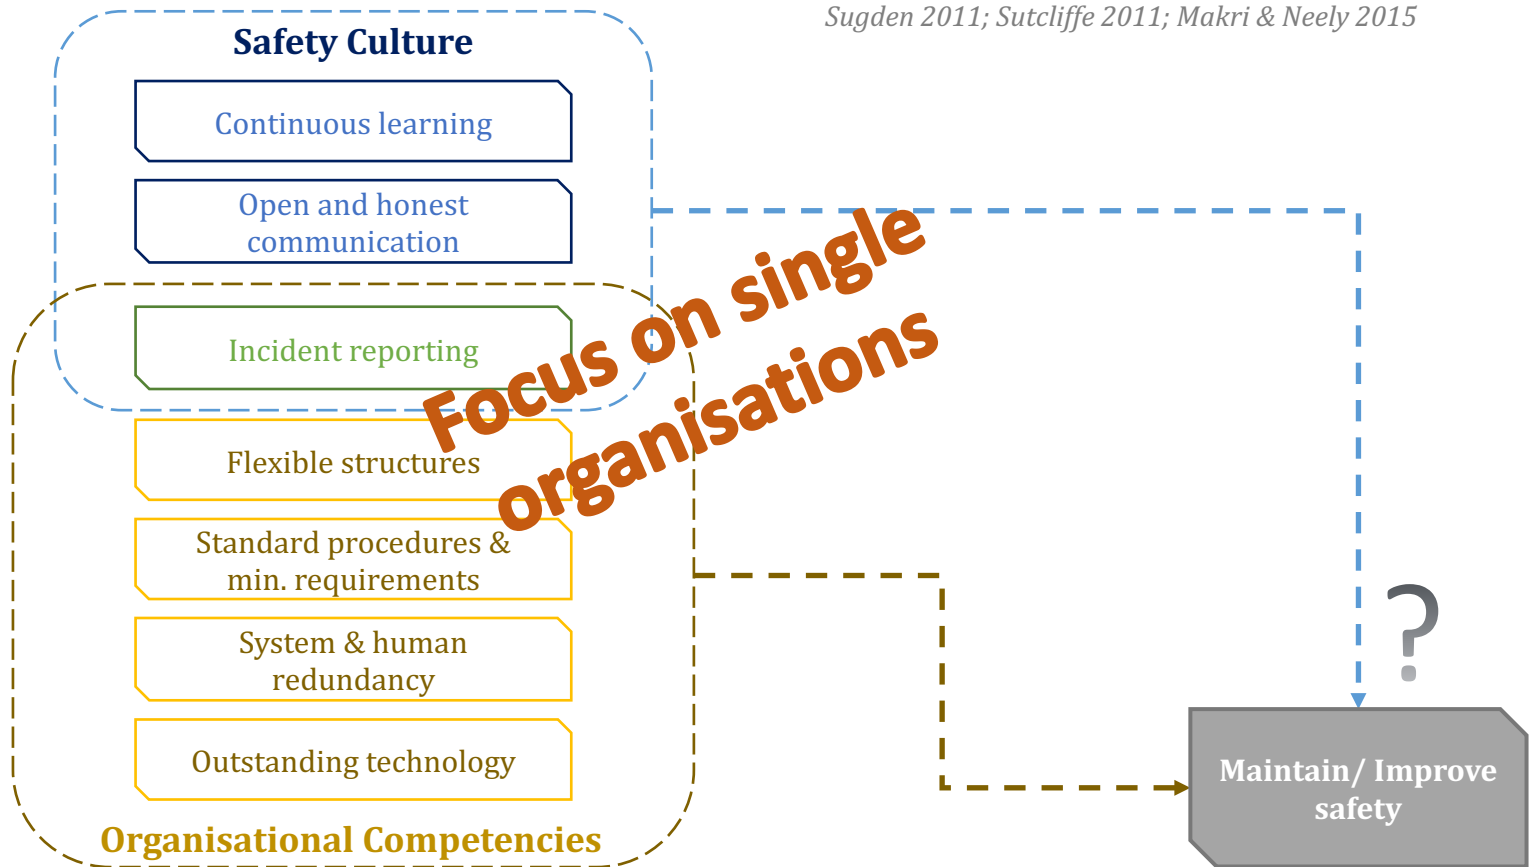 Sugden 2011; Sutcliffe 2011; Makri & Neely 2015
Safety Culture
Continuous learning
Open and honest
communication
Incident reporting
Focus on single
organisations
Flexible structures
Standard procedures &
min. requirements
System & human
redundancy
Outstanding technology
Organisational Competencies
?
Maintain/ Improve
safety